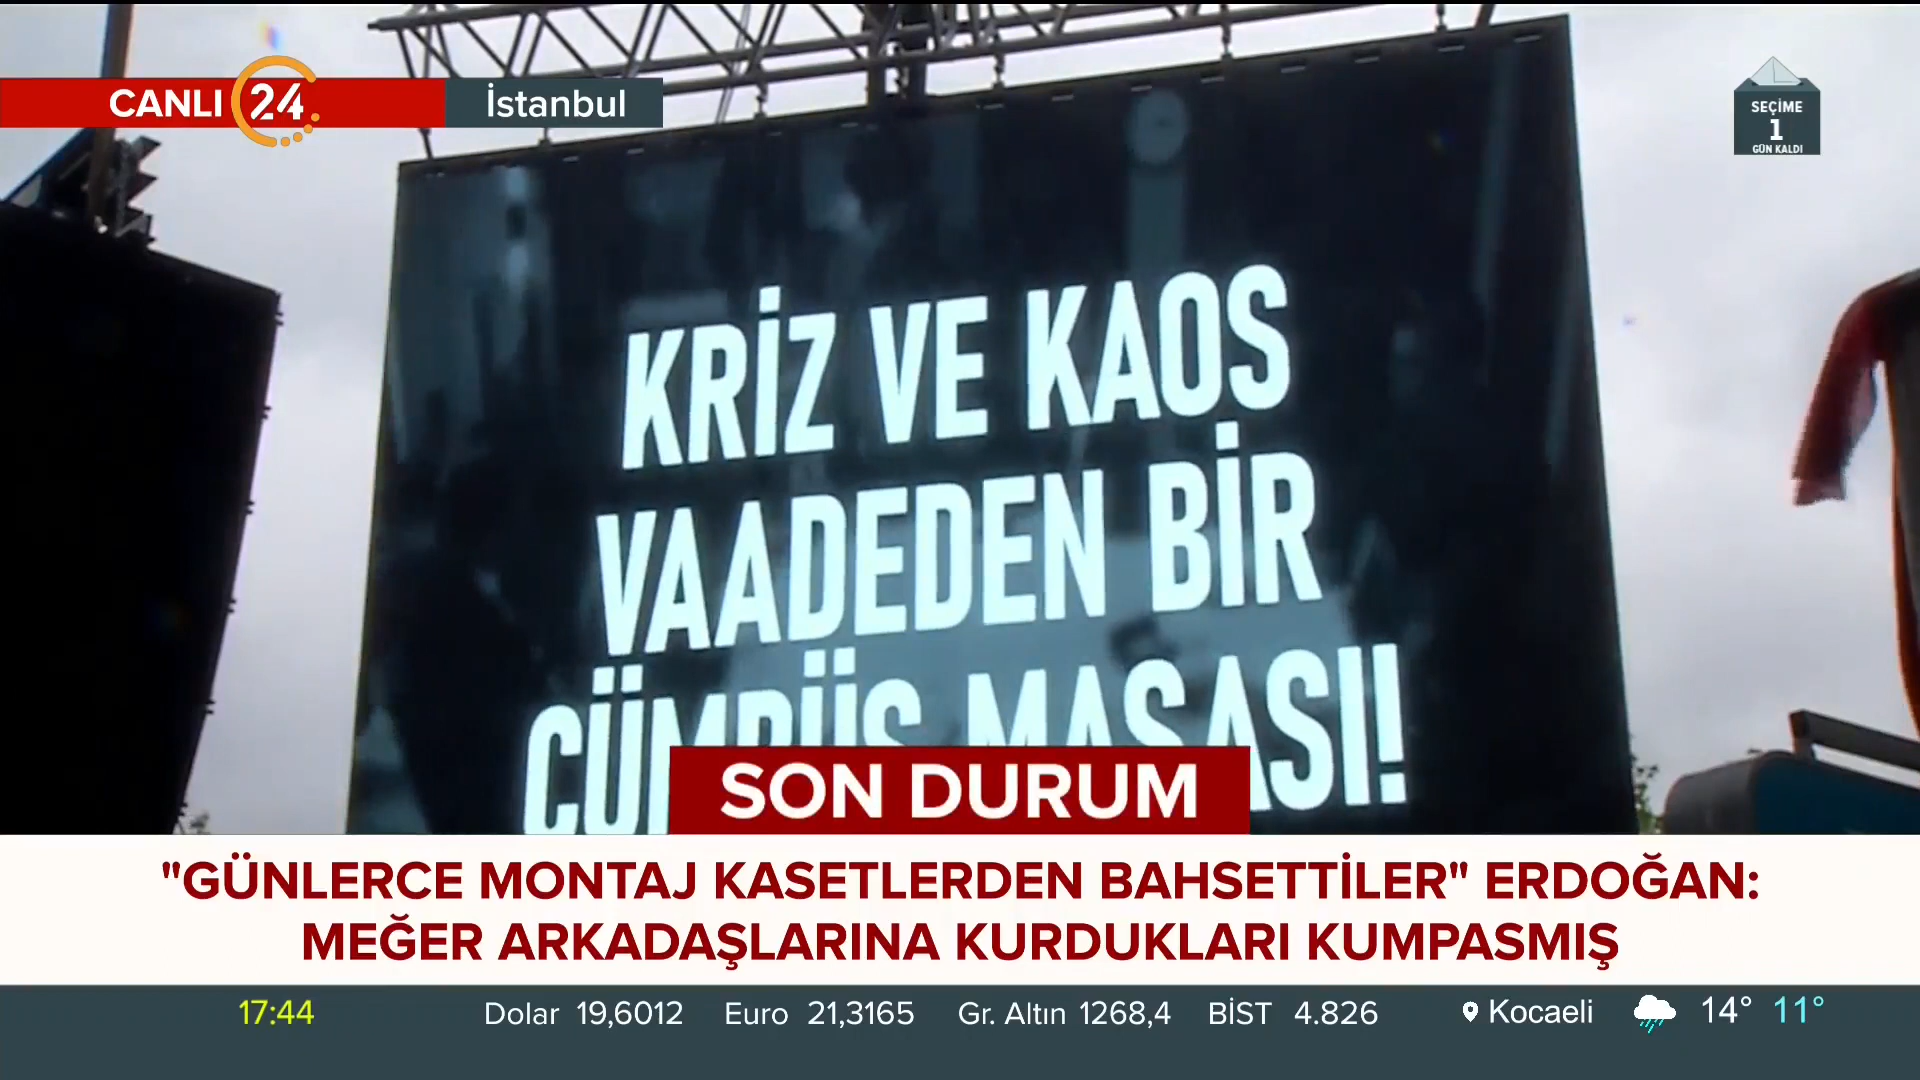 CANLI 24 İstanbul
SEÇİME
1
GÜN KALDI
KRİZ VE KAOS
VAADEDEN BİR
CÜMBÜŞ MASASI!
SON DURUM
"GÜNLERCE MONTAJ KASETLERDEN BAHSETTİLER" ERDOĞAN:
MEĞER ARKADAŞLARINA KURDUKLARI KUMPASMIŞ
17:44 Dolar 19,6012 Euro 21,3165 Gr. Altın 1268,4 BİST 4.826 Kocaeli 14° 11°